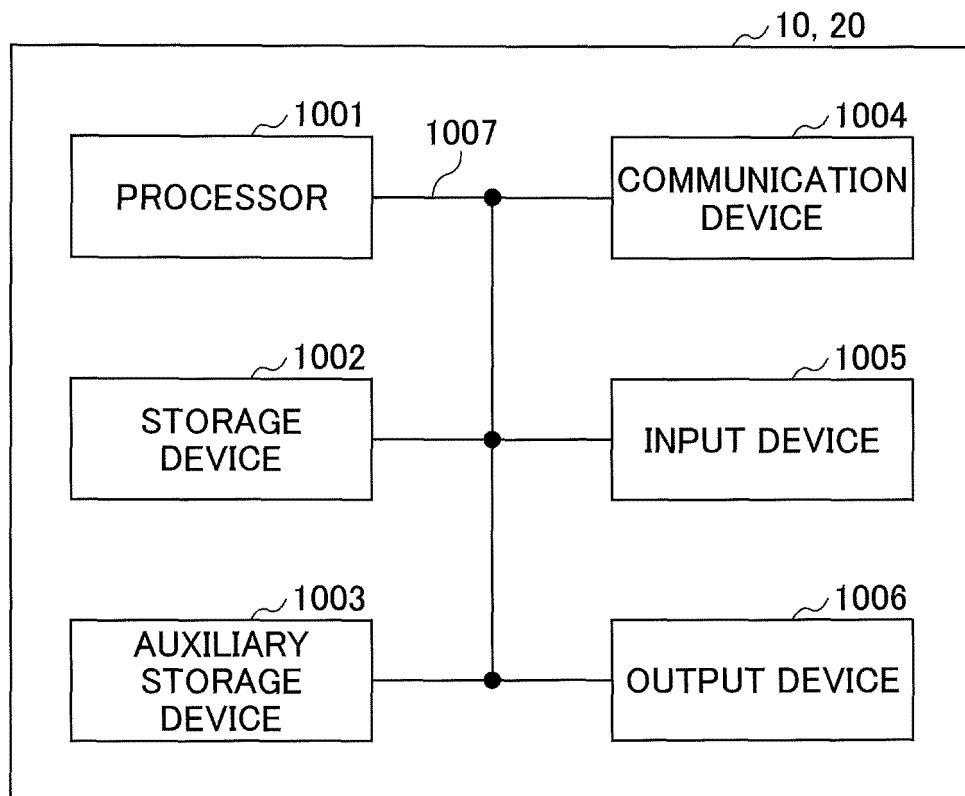 10, 20
1001
PROCESSOR
1007
1004
COMMUNICATION
DEVICE
1002
STORAGE
DEVICE
1005
INPUT DEVICE
1003
AUXILIARY
STORAGE
DEVICE
1006
OUTPUT DEVICE